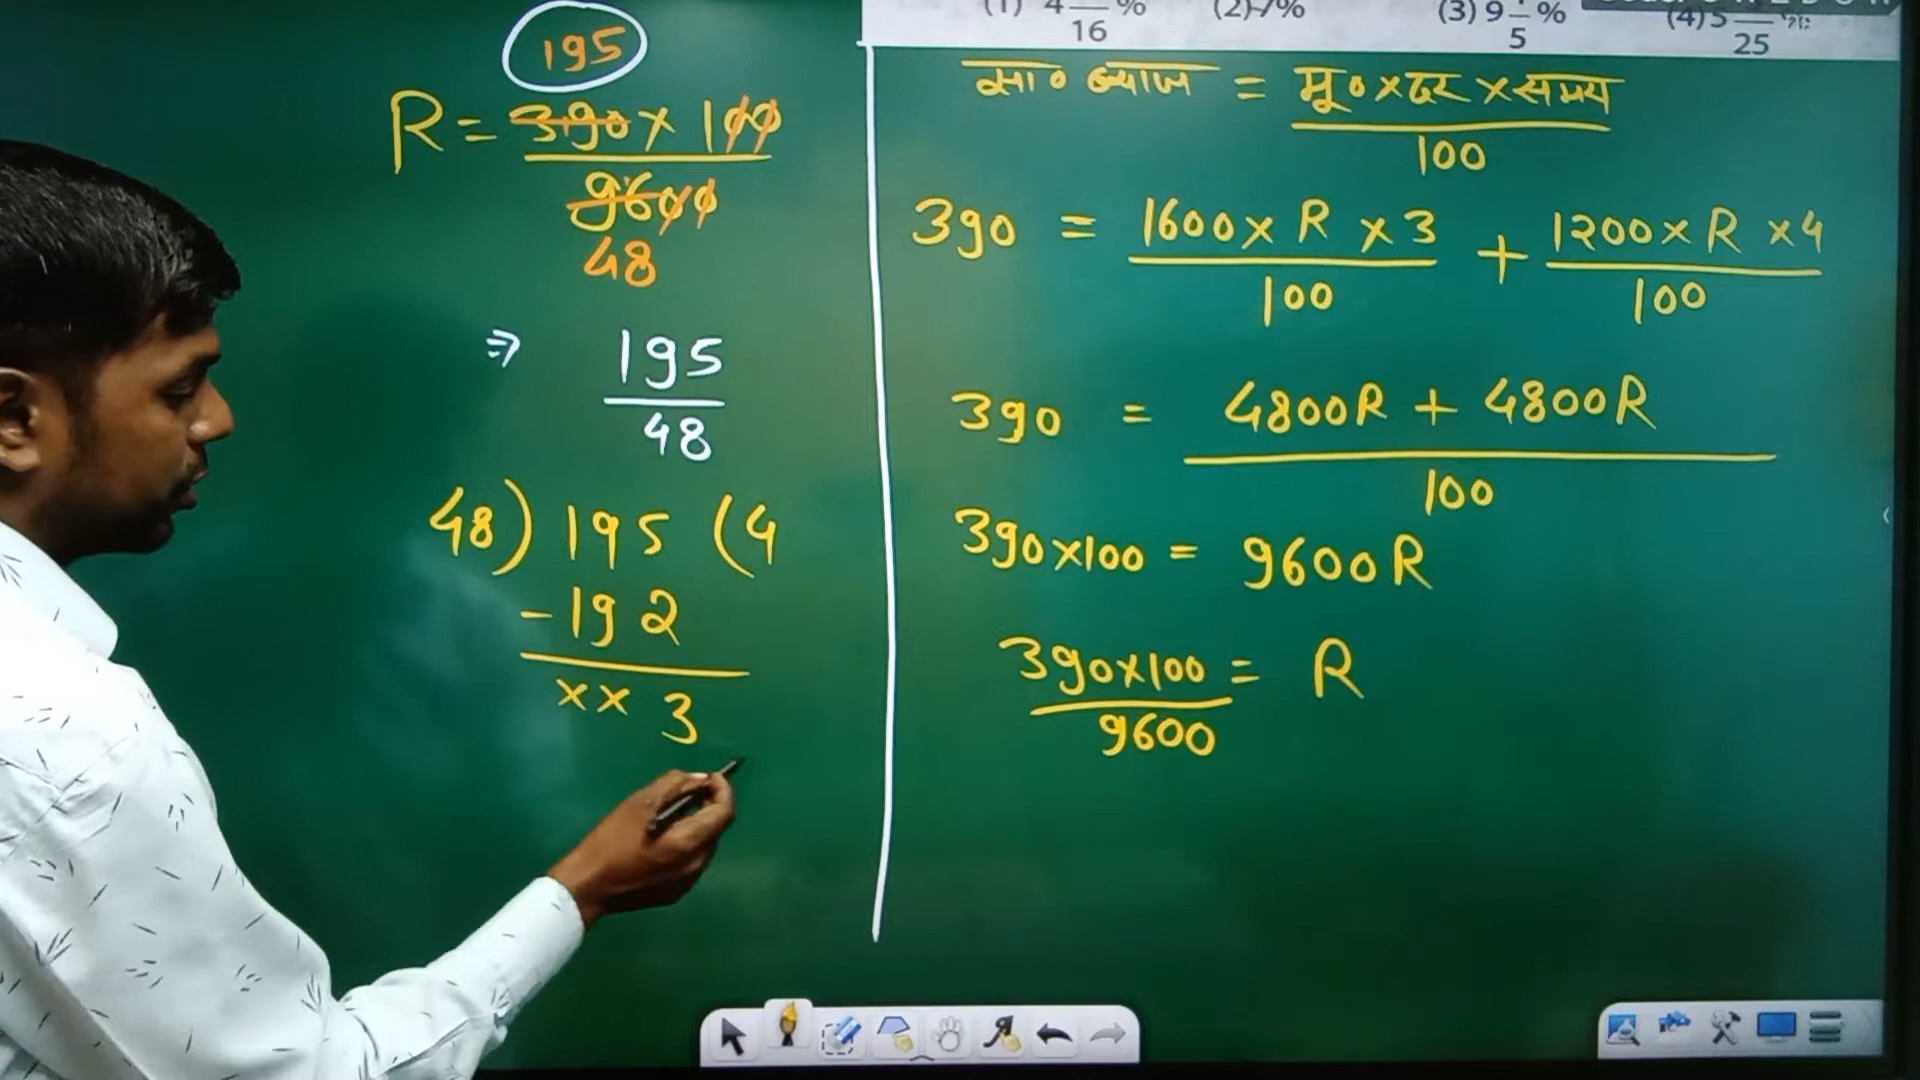 (1) 4 — % (2) 7% (3) 9 — % (4) 5 —
16 5 25
195
R = 390 × 100
9600
48
⇒ 195
48
48 ) 195 ( 4
- 192
× × 3
सा० ब्याज = मू० × दर × समय
100
390 = 1600 × R × 3 + 1200 × R × 4
100 100
390 = 4800R + 4800R
100
390×100 = 9600R
390×100 = R
9600